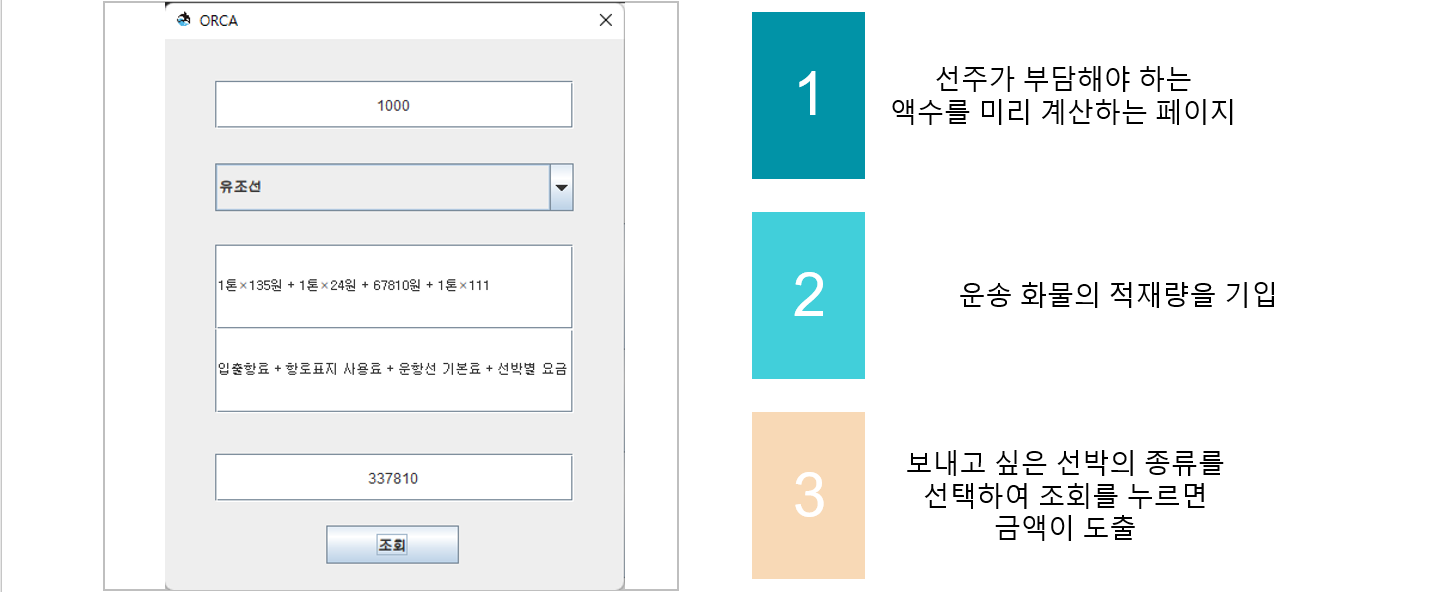 ORCA
1000
유조선
1톤×135원 + 1톤×24원 + 67810원 + 1톤×111
입출항료 + 항로표지 사용료 + 운항선 기본료 + 선박별 요금
337810
조회
1
선주가 부담해야 하는
액수를 미리 계산하는 페이지
2
운송 화물의 적재량을 기입
3
보내고 싶은 선박의 종류를
선택하여 조회를 누르면
금액이 도출